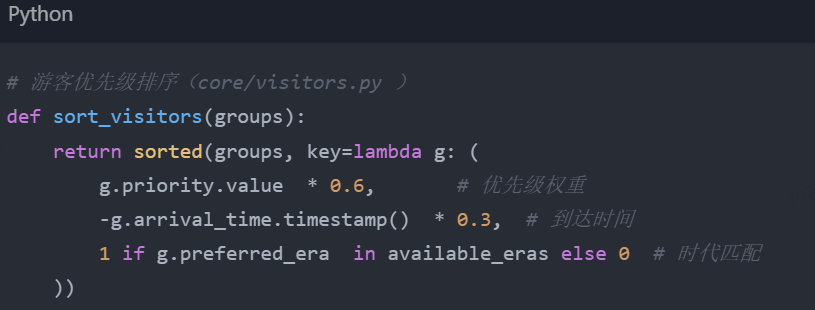 Python
# 游客优先级排序（core/visitors.py ）
def sort_visitors(groups):
    return sorted(groups, key=lambda g: (
        g.priority.value  * 0.6,        # 优先级权重
        -g.arrival_time.timestamp()  * 0.3,  # 到达时间
        1 if g.preferred_era  in available_eras else 0  # 时代匹配
    ))